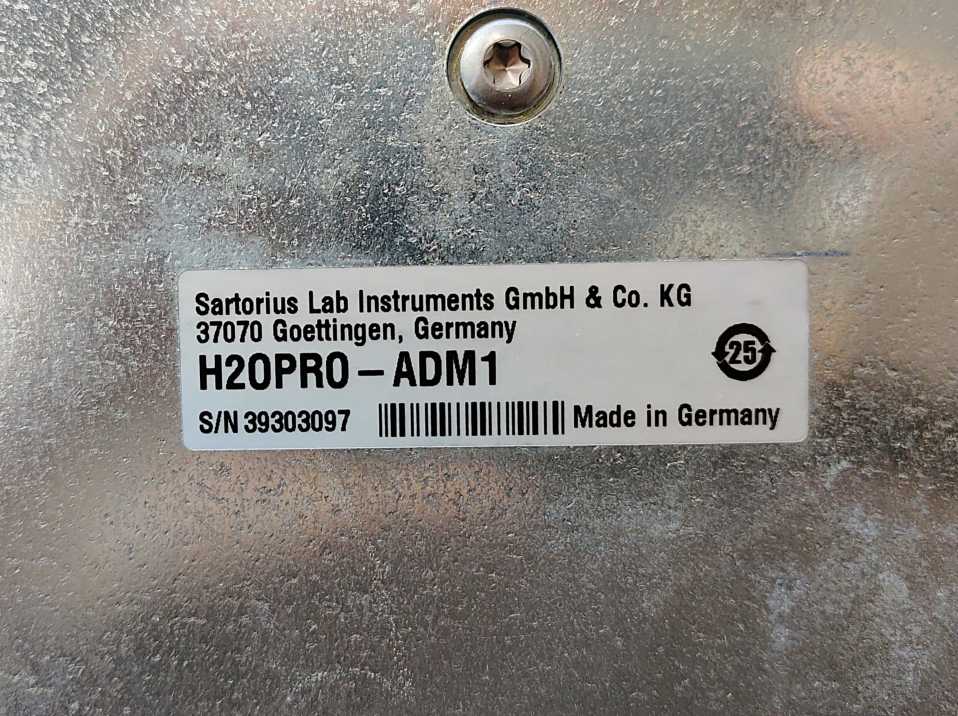 Sartorius Lab Instruments GmbH & Co. KG
37070 Goettingen, Germany
H2OPRO – ADM1
25
S/N 39303097
Made in Germany